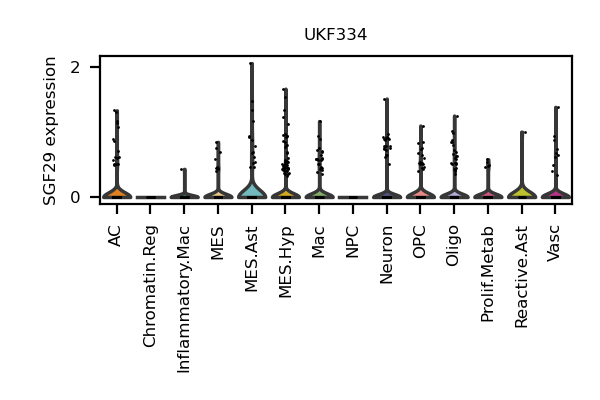 UKF334
SGF29 expression
2
0
AC
Chromatin.Reg
Inflammatory.Mac
MES
MES.Ast
MES.Hyp
Mac
NPC
Neuron
OPC
Oligo
Prolif.Metab
Reactive.Ast
Vasc